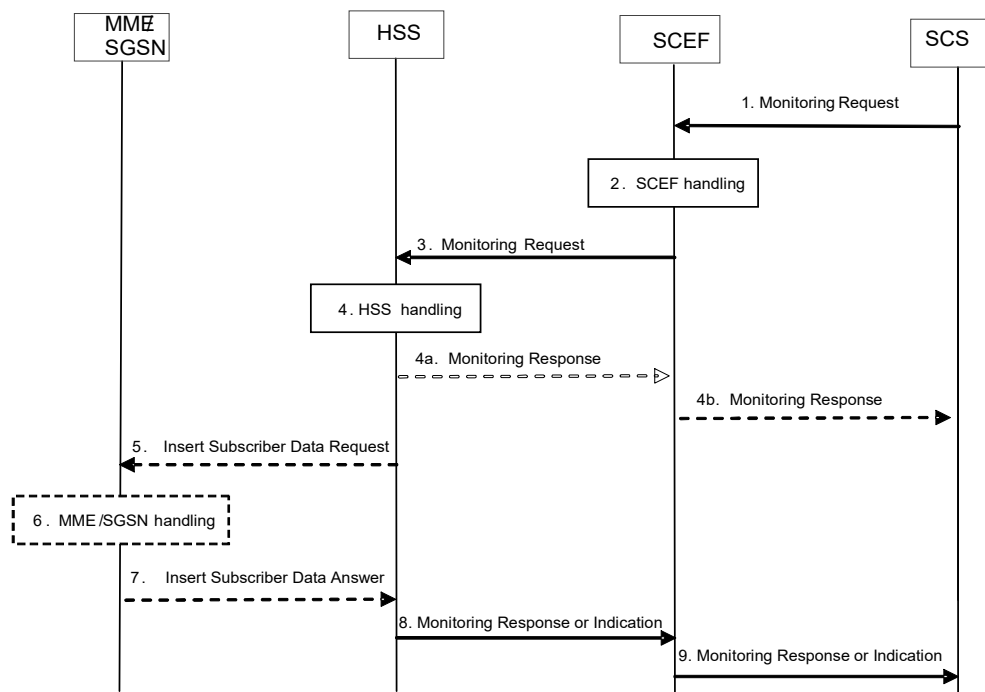 MME/
SGSN
HSS
SCEF
SCS
1. Monitoring Request
2. SCEF handling
3. Monitoring Request
4. HSS handling
4a. Monitoring Response
4b. Monitoring Response
5. Insert Subscriber Data Request
6. MME/SGSN handling
7. Insert Subscriber Data Answer
8. Monitoring Response or Indication
9. Monitoring Response or Indication